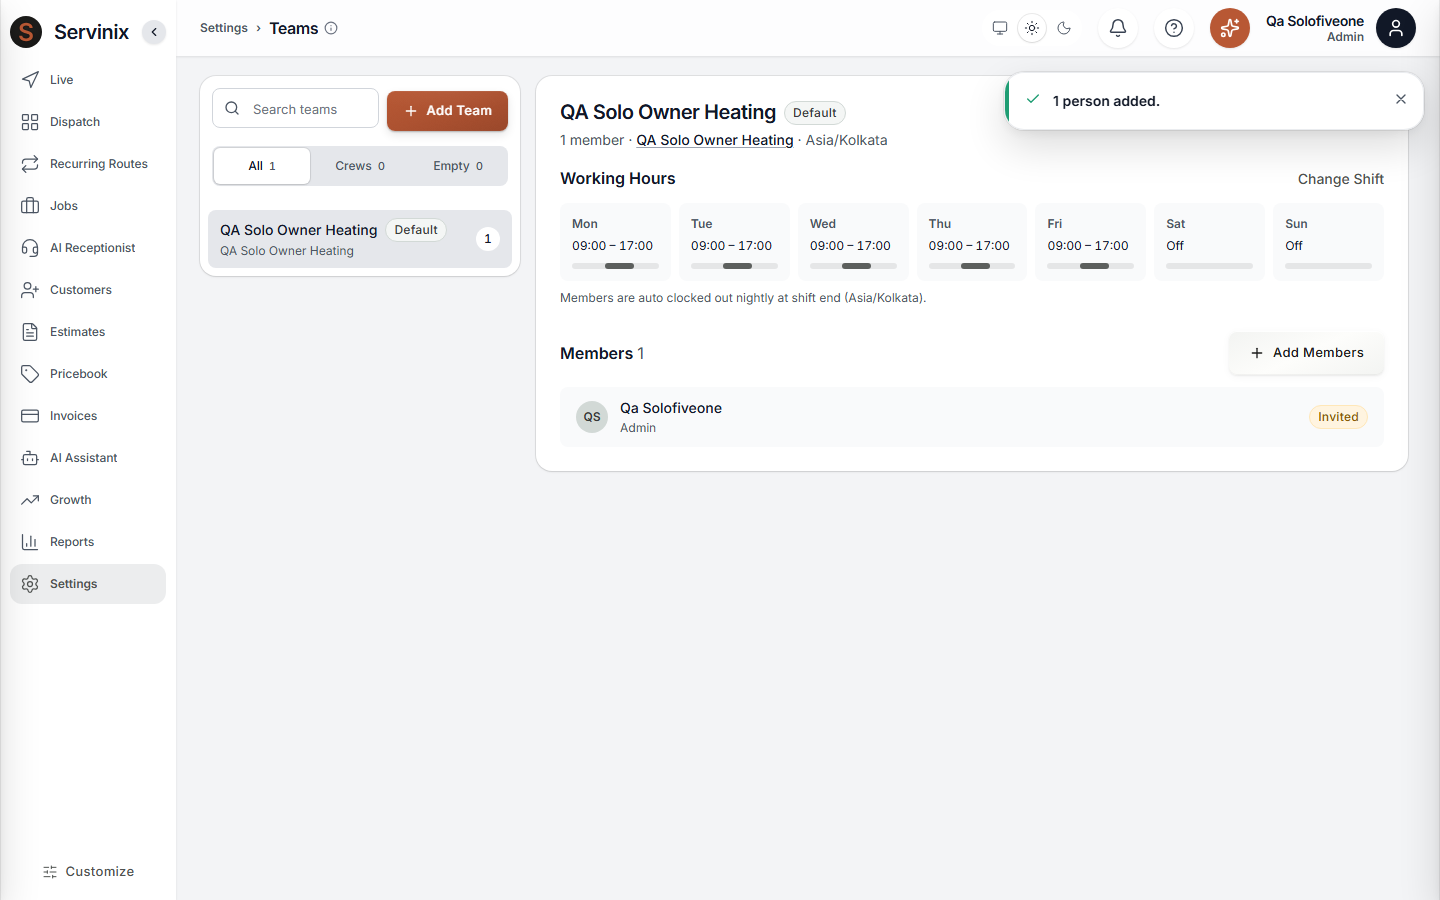 S Servinix
Live
Dispatch
Recurring Routes
Jobs
AI Receptionist
Customers
Estimates
Pricebook
Invoices
AI Assistant
Growth
Reports
Settings
Customize
Settings › Teams
Qa Solofiveone
Admin
1 person added.
Search teams
+ Add Team
All 1
Crews 0
Empty 0
QA Solo Owner Heating Default
QA Solo Owner Heating
1
QA Solo Owner Heating Default
1 member · QA Solo Owner Heating · Asia/Kolkata
Working Hours
Change Shift
Mon
09:00 – 17:00
Tue
09:00 – 17:00
Wed
09:00 – 17:00
Thu
09:00 – 17:00
Fri
09:00 – 17:00
Sat
Off
Sun
Off
Members are auto clocked out nightly at shift end (Asia/Kolkata).
Members 1
+ Add Members
QS
Qa Solofiveone
Admin
Invited